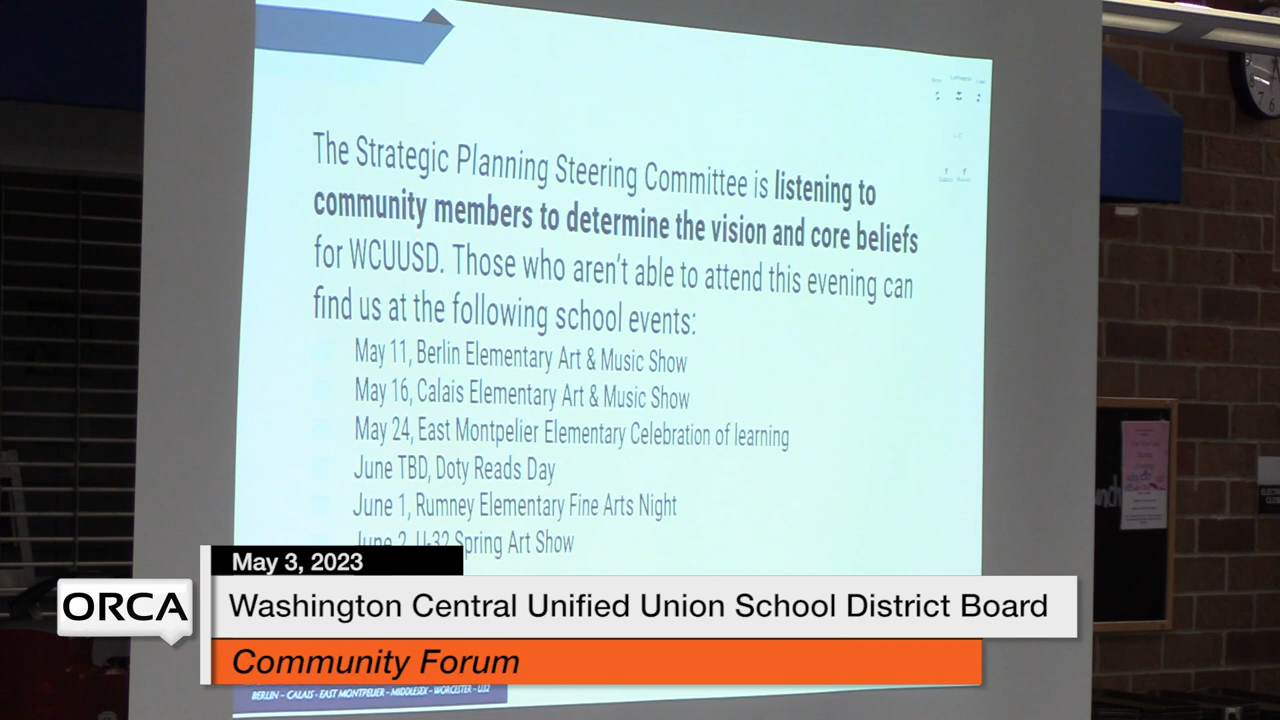 The Strategic Planning Steering Committee is listening to
community members to determine the vision and core beliefs
for WCUUSD. Those who aren't able to attend this evening can
find us at the following school events:
May 11, Berlin Elementary Art & Music Show
May 16, Calais Elementary Art & Music Show
May 24, East Montpelier Elementary Celebration of learning
June TBD, Doty Reads Day
June 1, Rumney Elementary Fine Arts Night
June 2, U-32 Spring Art Show
May 3, 2023
ORCA
Washington Central Unified Union School District Board
Community Forum
BERLIN - CALAIS - EAST MONTPELIER - MIDDLESEX - WORCESTER - U32